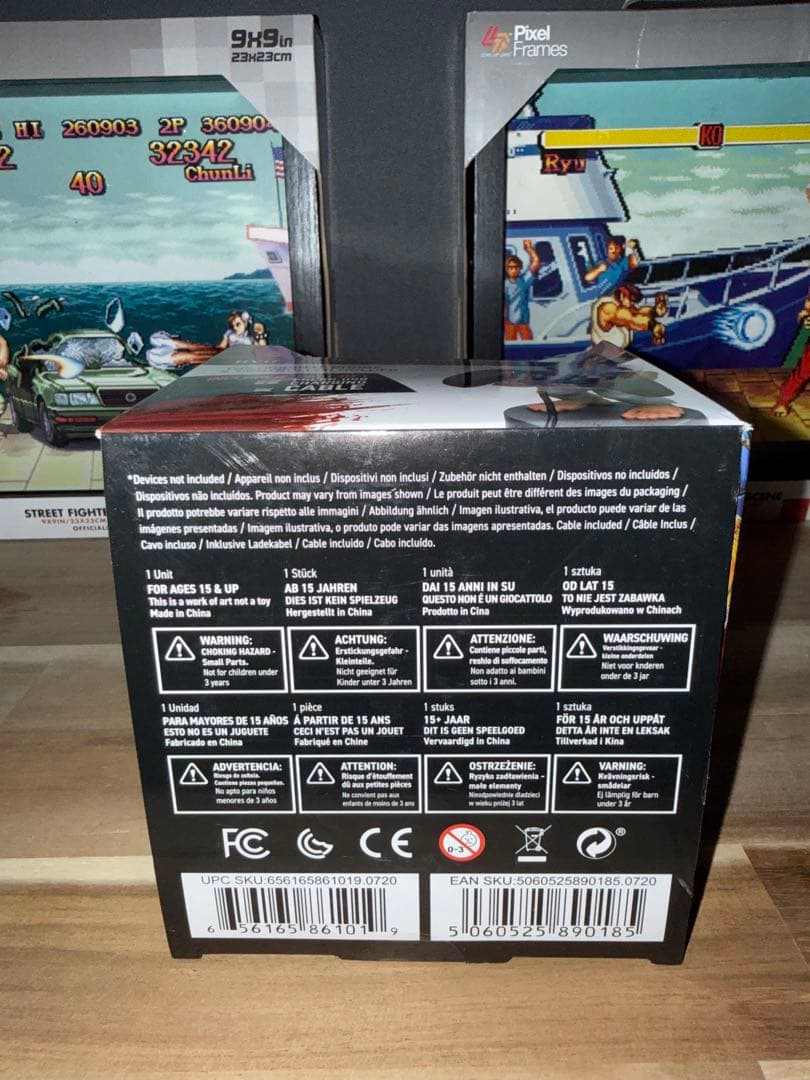 9x9in
23x23cm
Pixel
Frames
HI 260903 2P 36090
32342
ChunLi
40
KO
Ryu
STREET FIGHTE
9X9IN/23X23CM
OFFICIAL
SCENE
CHARGING
CABLE
*Devices not included / Appareil non inclus / Dispositivi non inclusi / Zubehör nicht enthalten / Dispositivos no incluidos /
Dispositivos não incluídos. Product may vary from images shown / Le produit peut être différent des images du packaging /
Il prodotto potrebbe variare rispetto alle immagini / Abbildung ähnlich / Imagen ilustrativa, el producto puede variar de las
imágenes presentadas / Imagem ilustrativa, o produto pode variar das imagens apresentadas. Cable included / Câble Inclus /
Cavo incluso / Inklusive Ladekabel / Cable incluido / Cabo incluído.
1 Unit
FOR AGES 15 & UP
This is a work of art not a toy
Made in China
1 Stück
AB 15 JAHREN
DIES IST KEIN SPIELZEUG
Hergestellt in China
1 unità
DAI 15 ANNI IN SU
QUESTO NON È UN GIOCATTOLO
Prodotto in Cina
1 sztuka
OD LAT 15
TO NIE JEST ZABAWKA
Wyprodukowano w Chinach
WARNING:
CHOKING HAZARD -
Small Parts.
Not for children under
3 years
ACHTUNG:
Erstickungsgefahr -
Kleinteile.
Nicht geeignet für
Kinder unter 3 Jahren
ATTENZIONE:
Contiene piccole parti,
reshio di soffocamento
Non adatto ai bambini
sotto i 3 anni.
WAARSCHUWING
Verstikkingsgevaar -
kleine onderdelen
Niet voor knderen
onder de 3 jar
1 Unidad
PARA MAYORES DE 15 AÑOS
ESTO NO ES UN JUGUETE
Fabricado en China
1 pièce
Á PARTIR DE 15 ANS
CECI N'EST PAS UN JOUET
Fabriqué en Chine
1 stuks
15+ JAAR
DIT IS GEEN SPEELGOED
Vervaardigd in China
1 sztuka
FÖR 15 ÅR OCH UPPÅT
DETTA ÄR INTE EN LEKSAK
Tillverkad i Kina
ADVERTENCIA:
Riesgo de asfixia.
Contiene piezas pequeñas.
No apto para niños
menores de 3 años
ATTENTION:
Risque d'étouffement
dû aux petites pièces
Ne convient pas aux
enfants de moins de 3 ans
OSTRZEŻENIE:
Ryzyko zadławienia -
małe elementy
Nieodpowiednie dladzieci
w wieku poniżej 3 lat
VARNING:
Kvävningsrisk -
smådelar
Ej lämplig för barn
under 3 år
FC CE 0-3 ®
UPC SKU:656165861019.0720
6 56165 86101 9
EAN SKU:5060525890185.0720
5 060525 890185